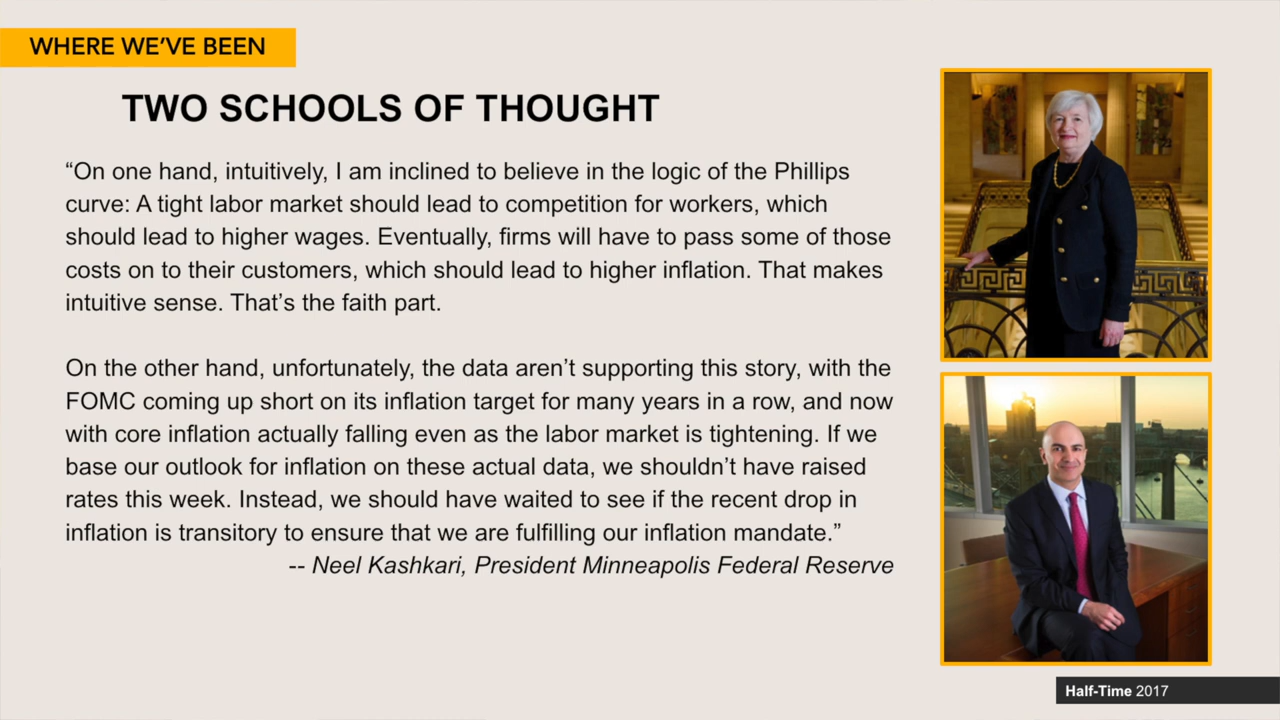 WHERE WE’VE BEEN
TWO SCHOOLS OF THOUGHT
“On one hand, intuitively, I am inclined to believe in the logic of the Phillips
curve: A tight labor market should lead to competition for workers, which
should lead to higher wages. Eventually, firms will have to pass some of those
costs on to their customers, which should lead to higher inflation. That makes
intuitive sense. That’s the faith part.
On the other hand, unfortunately, the data aren’t supporting this story, with the
FOMC coming up short on its inflation target for many years in a row, and now
with core inflation actually falling even as the labor market is tightening. If we
base our outlook for inflation on these actual data, we shouldn’t have raised
rates this week. Instead, we should have waited to see if the recent drop in
inflation is transitory to ensure that we are fulfilling our inflation mandate.”
-- Neel Kashkari, President Minneapolis Federal Reserve
Half-Time 2017